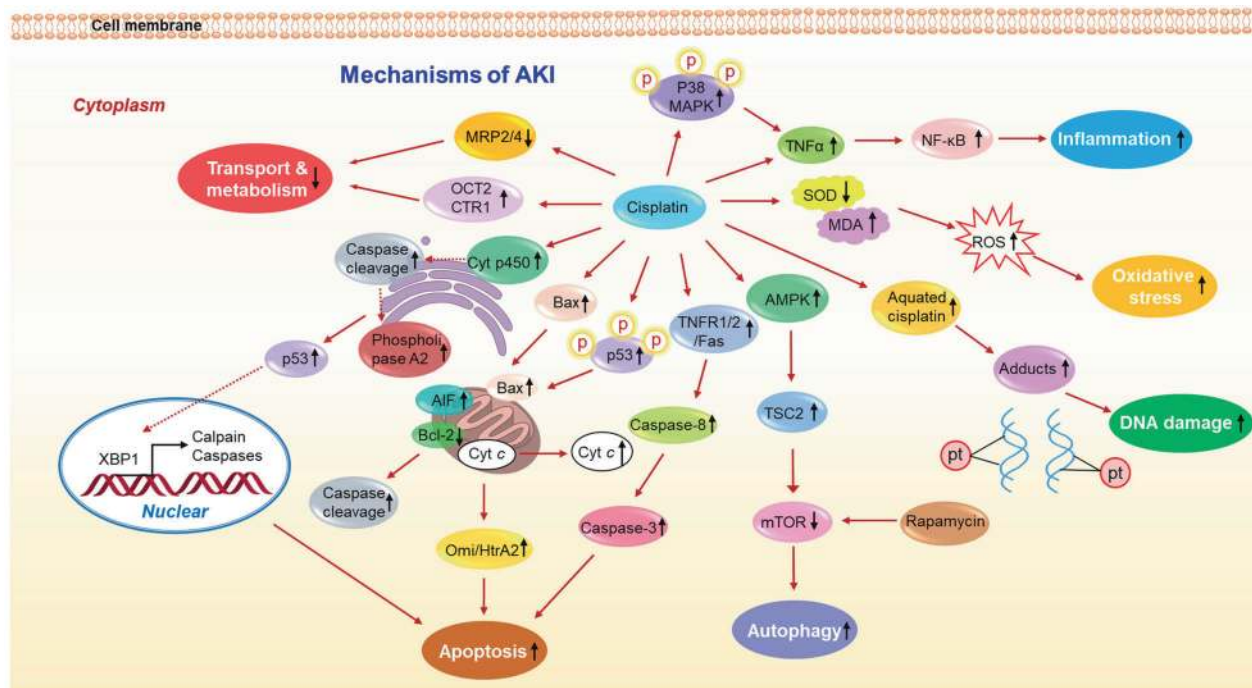 Cell membrane
Mechanisms of AKI
Cytoplasm
p
p
p
P38
MAPK
MRP2/4
TNFα
NF-κB
Inflammation
Transport &
metabolism
OCT2
CTR1
Cisplatin
SOD
MDA
ROS
Caspase
cleavage
Cyt p450
Oxidative
stress
Bax
AMPK
Aquated
cisplatin
Phospholi
pase A2
p
p
p
p53
TNFR1/2
/Fas
p53
Adducts
AIF
Bax
Bcl-2
Cyt c
Cyt c
Caspase-8
TSC2
DNA damage
XBP1
Calpain
Caspases
Nuclear
pt
pt
Caspase
cleavage
Omi/HtrA2
Caspase-3
mTOR
Rapamycin
Apoptosis
Autophagy